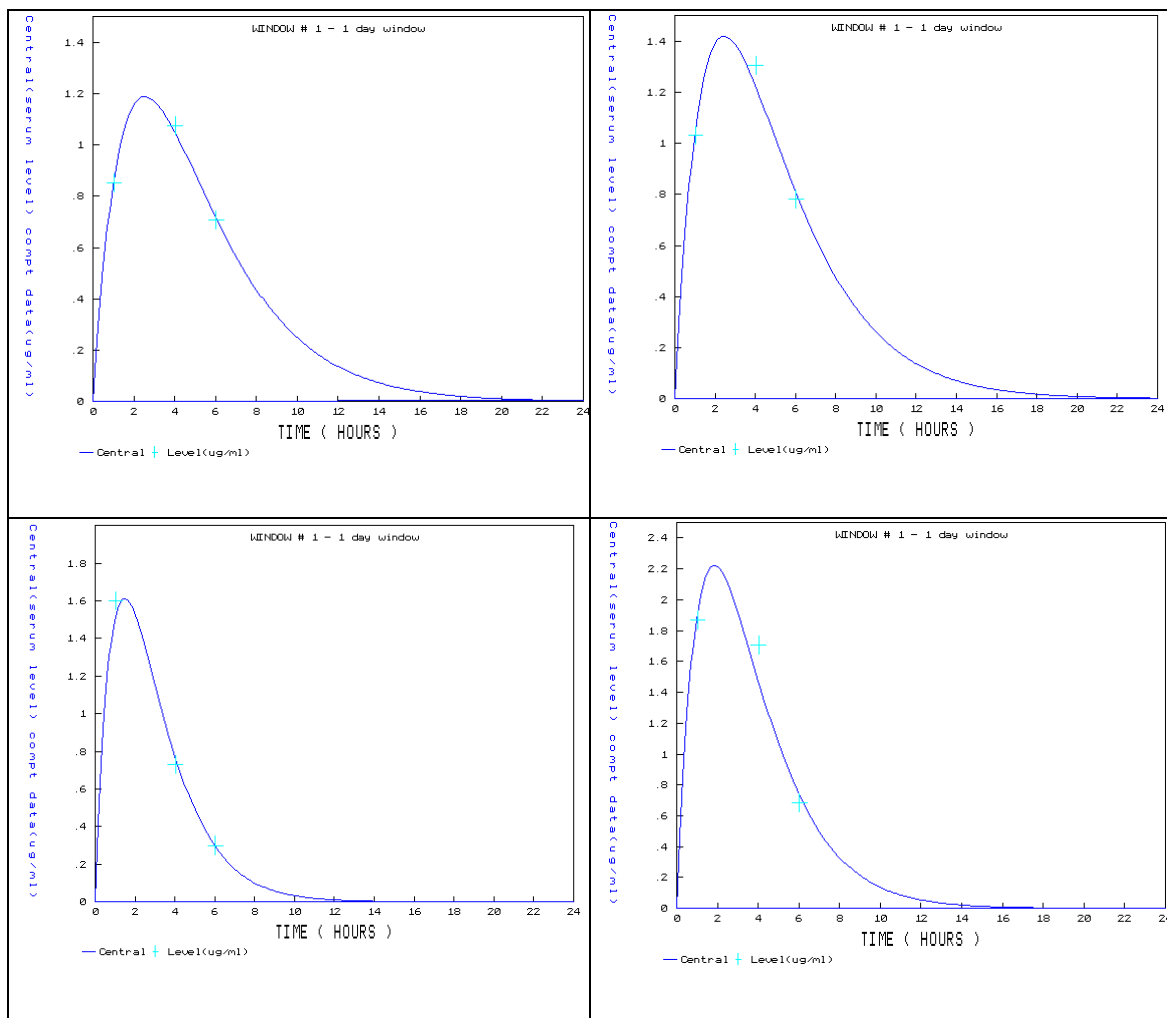 WINDOW # 1 - 1 day window
Central(serum level) compt data(ug/ml)
1.4
1.2
1
.8
.6
.4
.2
0
0 2 4 6 8 10 12 14 16 18 20 22 24
TIME ( HOURS )
Central Level(ug/ml)
WINDOW # 1 - 1 day window
Central(serum level) compt data(ug/ml)
1.4
1.2
1
.8
.6
.4
.2
0
0 2 4 6 8 10 12 14 16 18 20 22 24
TIME ( HOURS )
Central Level(ug/ml)
WINDOW # 1 - 1 day window
Central(serum level) compt data(ug/ml)
1.8
1.6
1.4
1.2
1
.8
.6
.4
.2
0
0 2 4 6 8 10 12 14 16 18 20 22 24
TIME ( HOURS )
Central Level(ug/ml)
WINDOW # 1 - 1 day window
Central(serum level) compt data(ug/ml)
2.4
2.2
2
1.8
1.6
1.4
1.2
1
.8
.6
.4
.2
0
0 2 4 6 8 10 12 14 16 18 20 22 24
TIME ( HOURS )
Central Level(ug/ml)